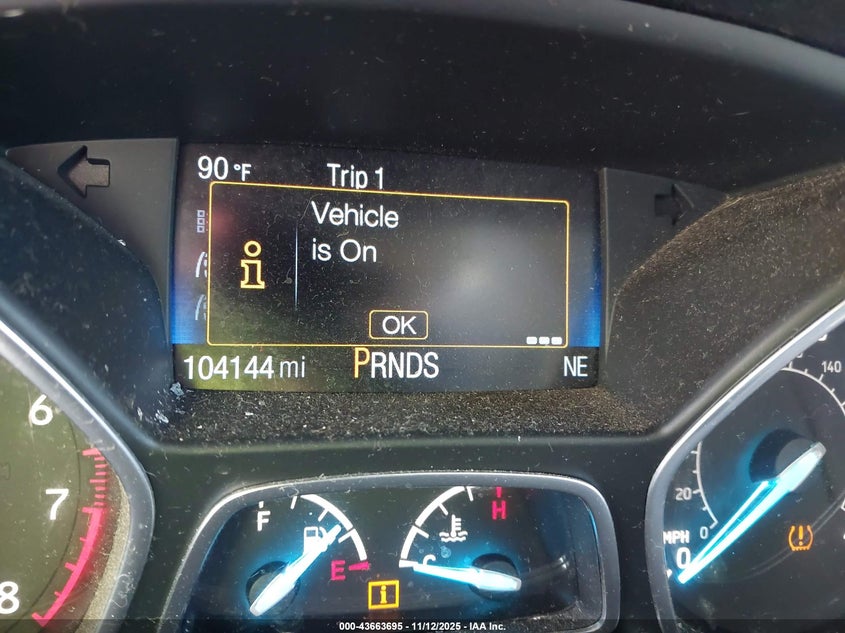 90 °F Trip 1
Vehicle
is On
i
OK
104144 mi PRNDS NE
6
7
8
F
E
i
H
C
140
20
0
MPH
0
000-43663695 - 11/12/2025 - IAA Inc.